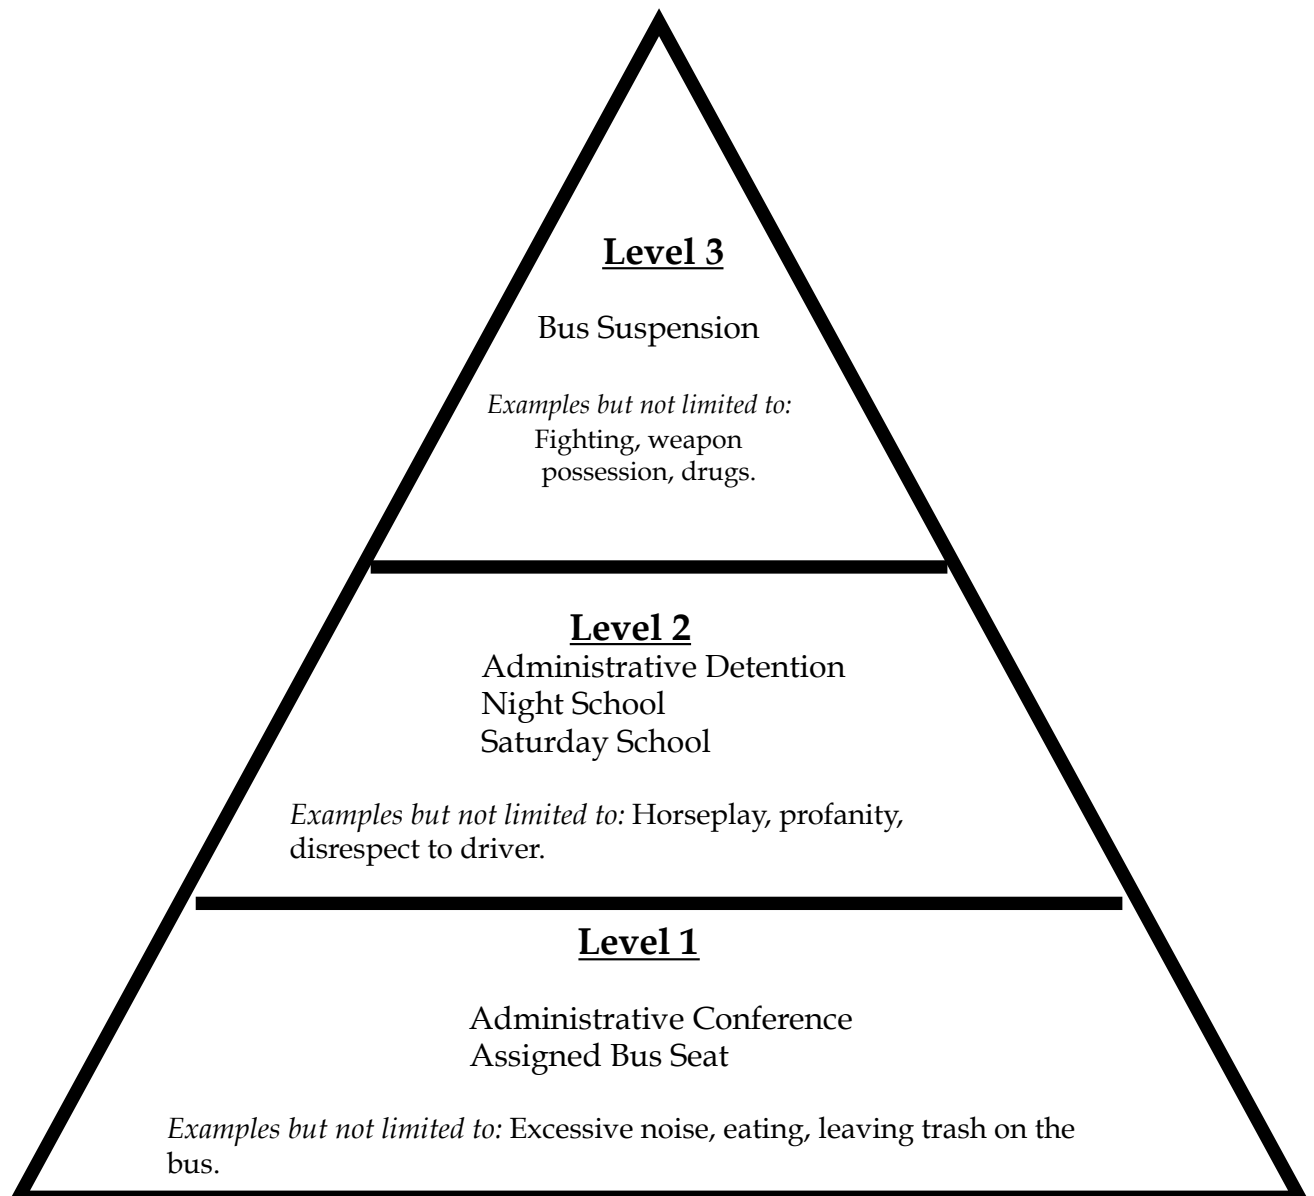 Level 3
Bus Suspension
Examples but not limited to:
Fighting, weapon
possession, drugs.
Level 2
Administrative Detention
Night School
Saturday School
Examples but not limited to: Horseplay, profanity,
disrespect to driver.
Level 1
Administrative Conference
Assigned Bus Seat
Examples but not limited to: Excessive noise, eating, leaving trash on the
bus.